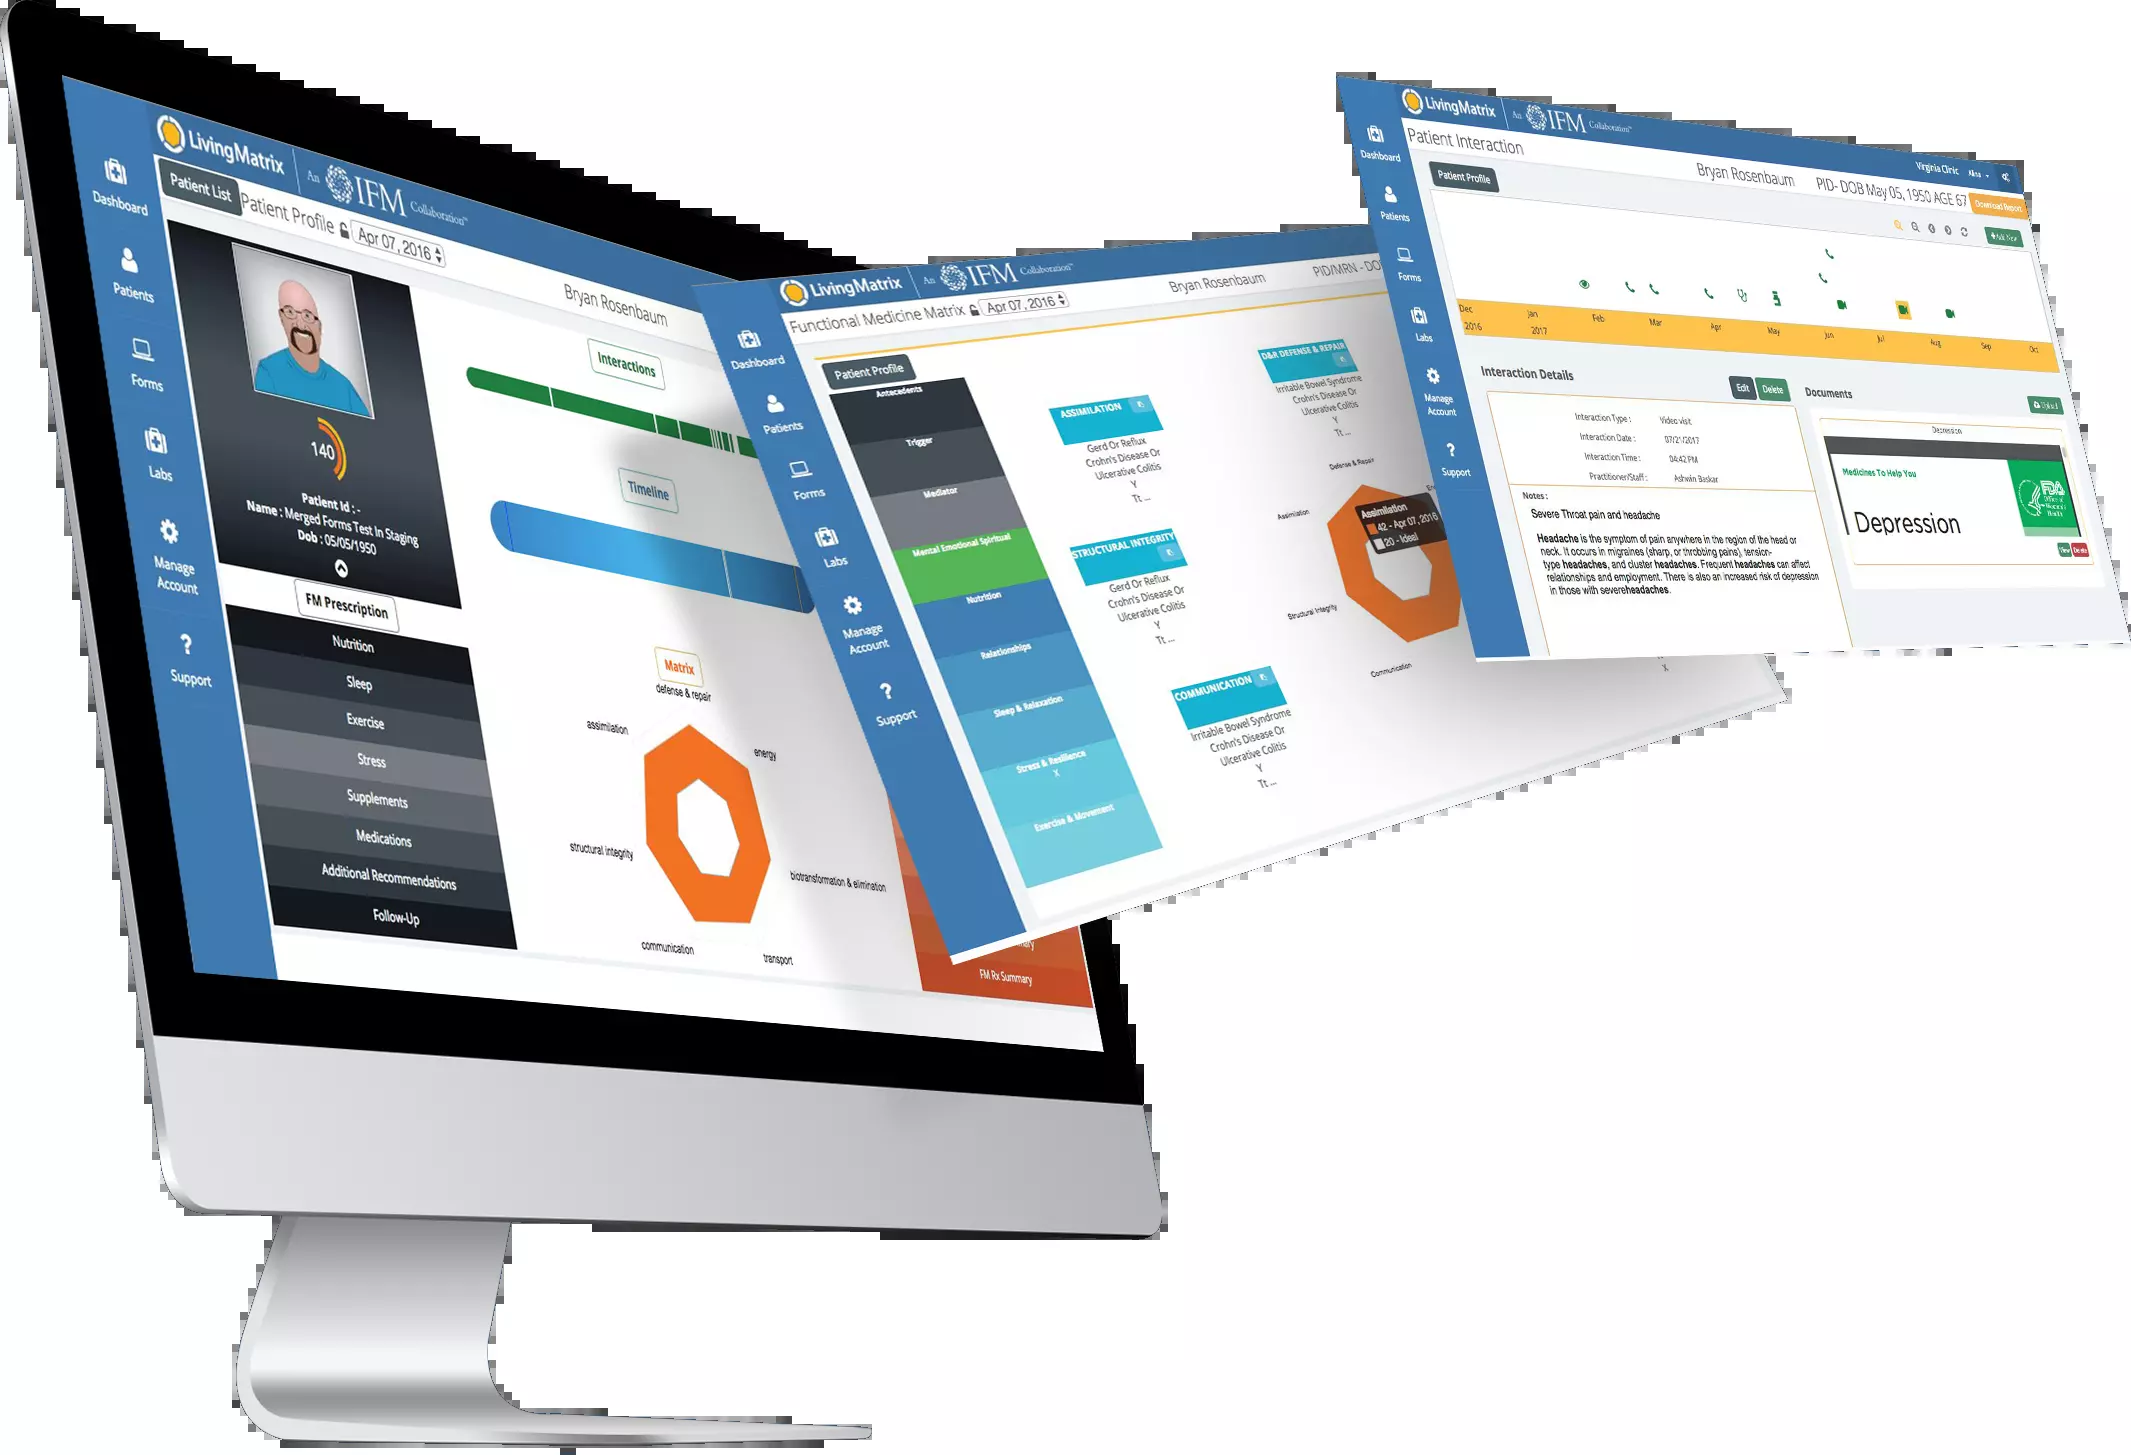 LivingMatrix
An IFM Collaboration™
Dashboard
Patients
Forms
Labs
Manage
Account
Support
Patient List
Patient Profile
Apr 07, 2016
Bryan Rosenbaum
140
Patient Id : -
Name : Merged Forms Test In Staging
Dob : 05/05/1950
FM Prescription
Nutrition
Sleep
Exercise
Stress
Supplements
Medications
Additional Recommendations
Follow-Up
Interactions
Timeline
Matrix
defense & repair
assimilation
energy
structural integrity
biotransformation & elimination
communication
transport
FM Rx Summary
LivingMatrix
An IFM Collaboration™
Dashboard
Patients
Forms
Labs
Manage
Account
Support
Functional Medicine Matrix
Apr 07, 2016
Bryan Rosenbaum
PID/MRN - DO
Patient Profile
Antecedents
Trigger
Mediator
Mental Emotional Spiritual
Nutrition
Relationships
Sleep & Relaxation
Stress & Resilience
X
Exercise & Movement
ASSIMILATION
Gerd Or Reflux
Crohn's Disease Or
Ulcerative Colitis
Y
Tt ...
STRUCTURAL INTEGRITY
Gerd Or Reflux
Crohn's Disease Or
Ulcerative Colitis
Y
Tt ...
COMMUNICATION
Irritable Bowel Syndrome
Crohn's Disease Or
Ulcerative Colitis
Y
Tt ...
D&R DEFENSE & REPAIR
Irritable Bowel Syndrome
Crohn's Disease Or
Ulcerative Colitis
Y
Tt ...
Defense & Repair
Assimilation
Assimilation
42 - Apr 07, 2016
20 - Ideal
Structural Integrity
Communication
X
LivingMatrix
An IFM Collaboration™
Virginia Clinic
Dashboard
Patients
Forms
Labs
Manage
Account
Support
Patient Interaction
Bryan Rosenbaum
PID- DOB May 05, 1950 AGE 67
Download Report
Patient Profile
Add New
Dec
2016
Jan
2017
Feb
Mar
Apr
May
Jun
Jul
Aug
Sep
Oct
Interaction Details
Edit
Delete
Interaction Type :
Video visit
Interaction Date :
07/21/2017
Interaction Time :
04:42 PM
Practitioner/Staff :
Ashwin Baskar
Notes :
Severe Throat pain and headache
Headache is the symptom of pain anywhere in the region of the head or
neck. It occurs in migraines (sharp, or throbbing pains), tension-
type headaches, and cluster headaches. Frequent headaches can affect
relationships and employment. There is also an increased risk of depression
in those with severeheadaches.
Documents
Upload
Depression
Medicines To Help You
Depression
FDA
View
Delete